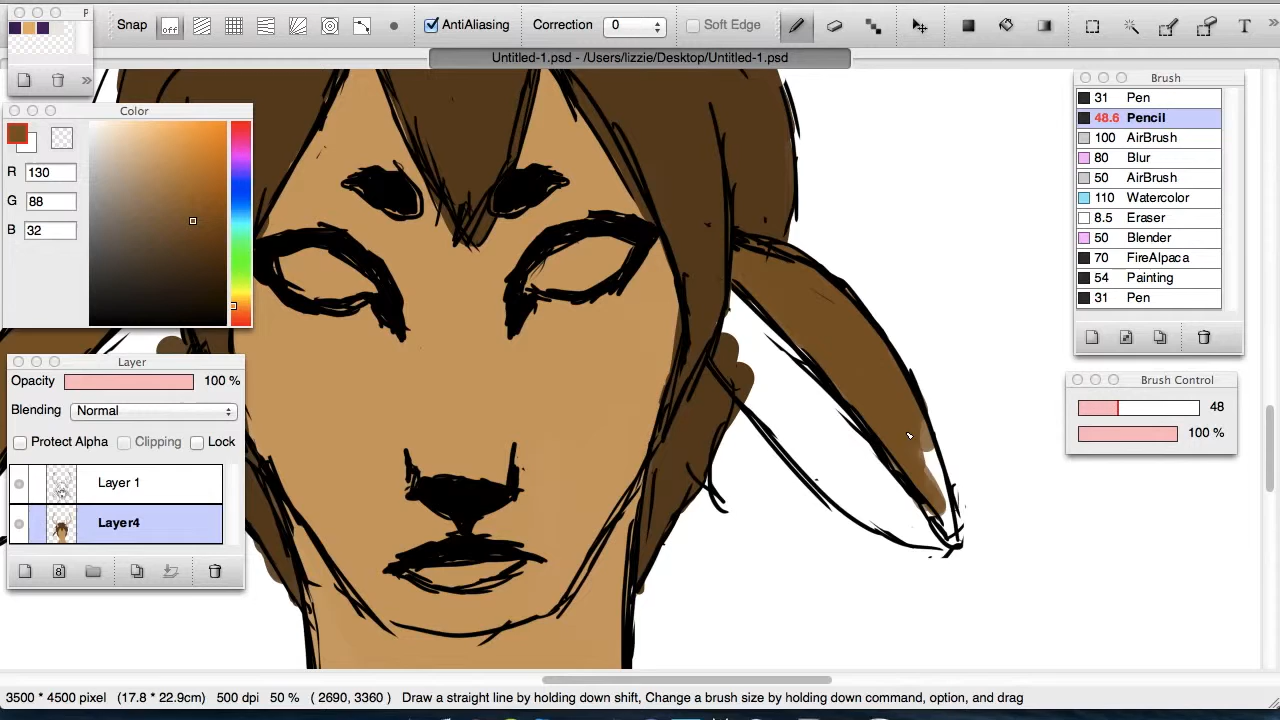 P
Snap off AntiAliasing Correction 0 Soft Edge T
Untitled-1.psd - /Users/lizzie/Desktop/Untitled-1.psd
Color
R 130
G 88
B 32
Layer
Opacity 100 %
Blending Normal
Protect Alpha Clipping Lock
Layer 1
Layer4
8
Brush
31 Pen
48.6 Pencil
100 AirBrush
80 Blur
50 AirBrush
110 Watercolor
8.5 Eraser
50 Blender
70 FireAlpaca
54 Painting
31 Pen
Brush Control
48
100 %
3500 * 4500 pixel (17.8 * 22.9cm) 500 dpi 50 % ( 2690, 3360 ) Draw a straight line by holding down shift, Change a brush size by holding down command, option, and drag